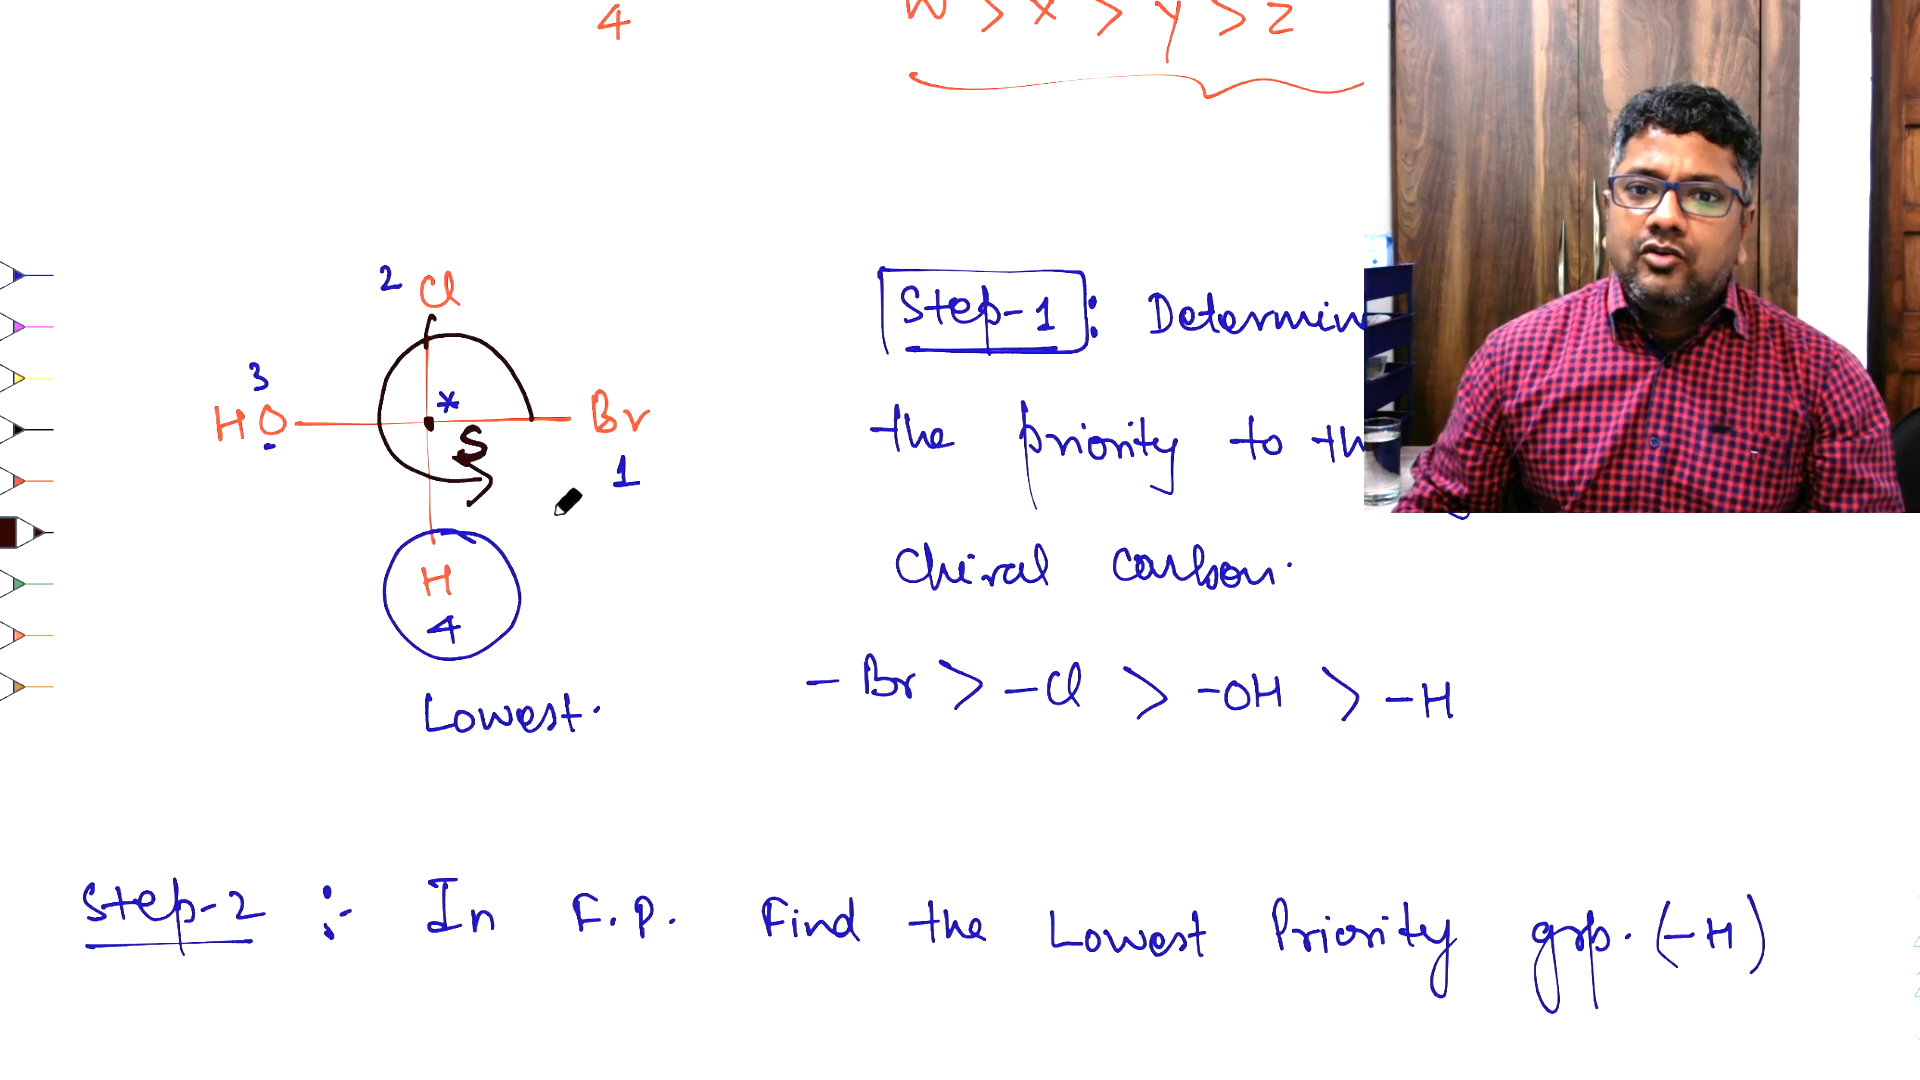 4
W > X > Y > Z
2
Cl
3
*
HO
Br
S
1
H
4
Lowest.
Step-1 : Determin
the priority to th
chiral carbon.
- Br > - Cl > -OH > - H
Step-2 :- In F.P. Find the Lowest Priority grp. (-H)